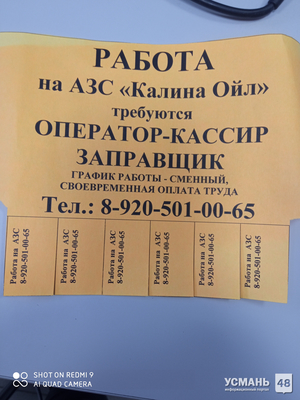 РАБОТА
на АЗС «Калина Ойл»
требуются
ОПЕРАТОР-КАССИР
ЗАПРАВЩИК
ГРАФИК РАБОТЫ - СМЕННЫЙ,
СВОЕВРЕМЕННАЯ ОПЛАТА ТРУДА
Тел.: 8-920-501-00-65
Работа на АЗС
8-920-501-00-65
Работа на АЗС
8-920-501-00-65
Работа на АЗС
8-920-501-00-65
Работа на АЗС
8-920-501-00-65
Работа на АЗС
8-920-501-00-65
Работа на АЗС
8-920-501-00-65
SHOT ON REDMI 9
AI QUAD CAMERA
УСМАНЬ 48
информационный портал